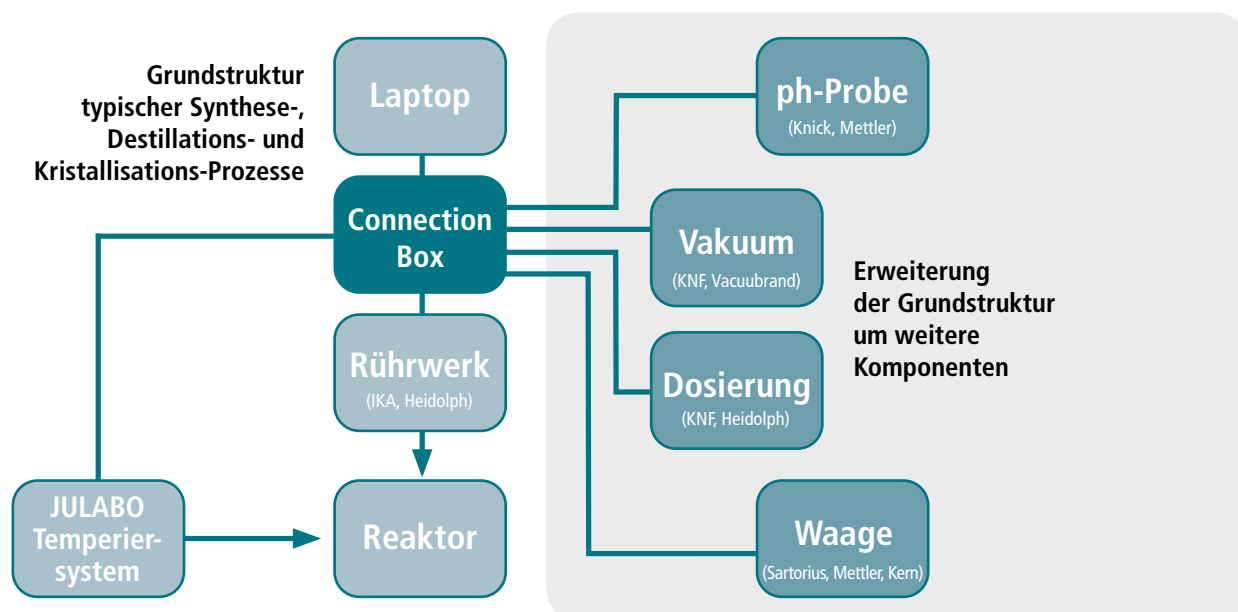 Grundstruktur
typischer Synthese-,
Destillations- und
Kristallisations-Prozesse
Laptop
Connection
Box
Rührwerk
(IKA, Heidolph)
JULABO
Temperier-
system
Reaktor
ph-Probe
(Knick, Mettler)
Vakuum
(KNF, Vacuubrand)
Dosierung
(KNF, Heidolph)
Waage
(Sartorius, Mettler, Kern)
Erweiterung
der Grundstruktur
um weitere
Komponenten